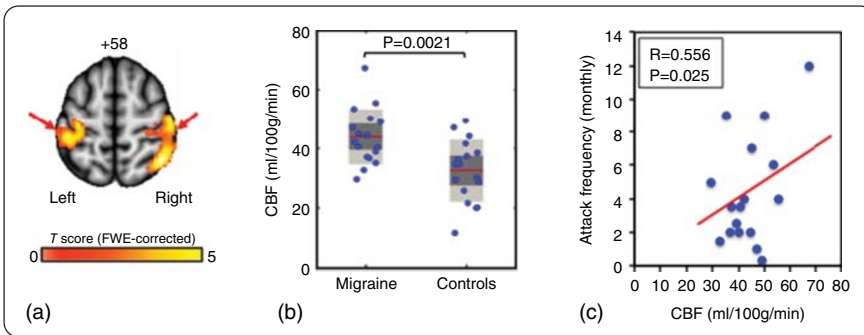 +58
Left Right
T score (FWE-corrected)
0 5
(a)
80
60
40
20
0
CBF (ml/100g/min)
P=0.0021
Migraine Controls
(b)
14
12
10
8
6
4
2
0
Attack frequency (monthly)
R=0.556
P=0.025
0 10 20 30 40 50 60 70 80
CBF (ml/100g/min)
(c)